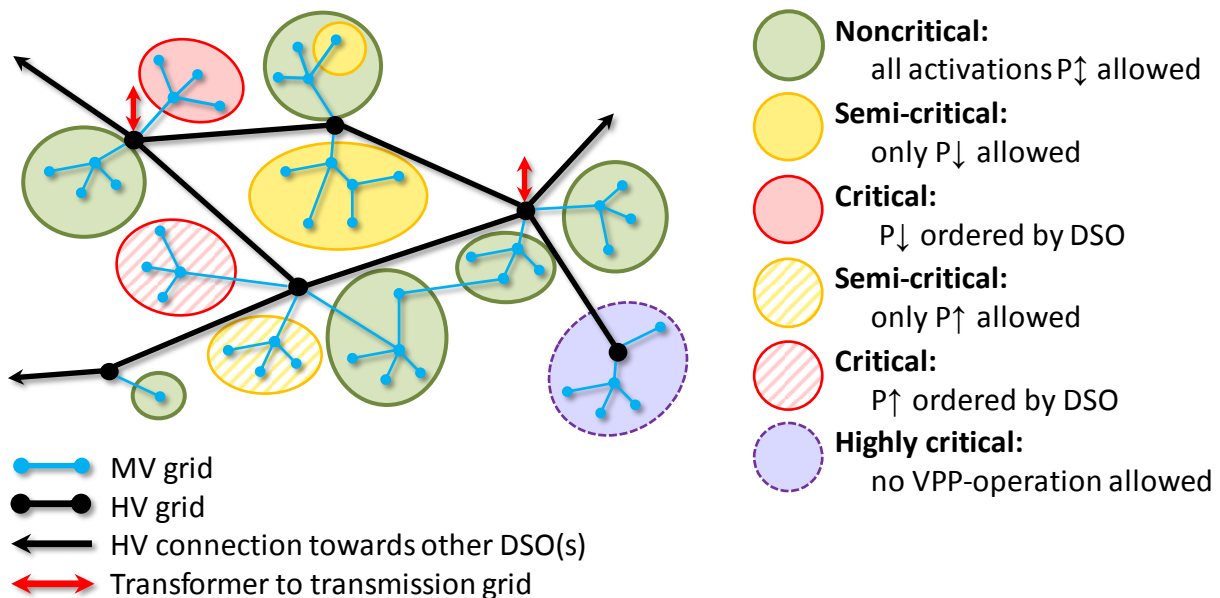 Noncritical:
all activations P↕ allowed
Semi-critical:
only P↓ allowed
Critical:
P↓ ordered by DSO
Semi-critical:
only P↑ allowed
Critical:
P↑ ordered by DSO
Highly critical:
no VPP-operation allowed
MV grid
HV grid
HV connection towards other DSO(s)
Transformer to transmission grid